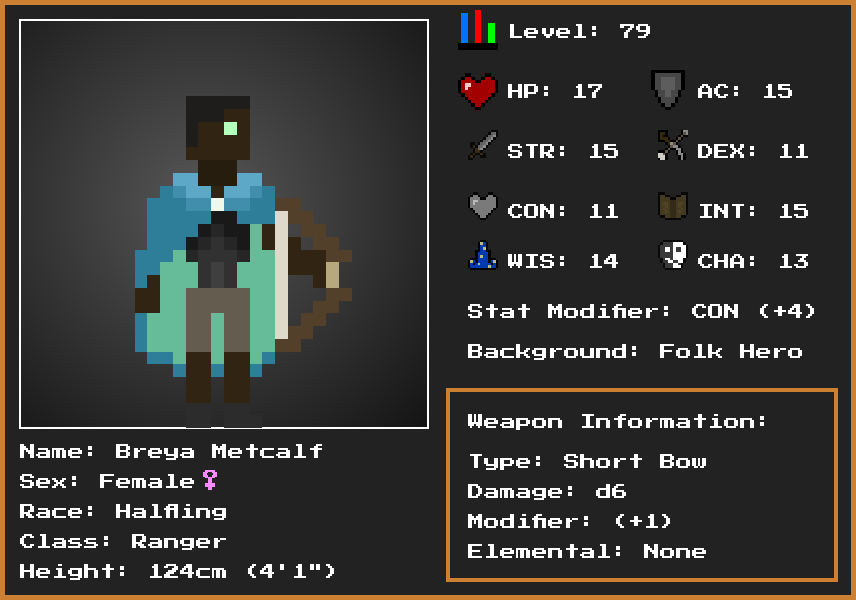 Level: 79
HP: 17
AC: 15
STR: 15
DEX: 11
CON: 11
INT: 15
WIS: 14
CHA: 13
Stat Modifier: CON (+4)
Background: Folk Hero
Weapon Information:
Type: Short Bow
Damage: d6
Modifier: (+1)
Elemental: None
Name: Breya Metcalf
Sex: Female♀
Race: Halfling
Class: Ranger
Height: 124cm (4'1")